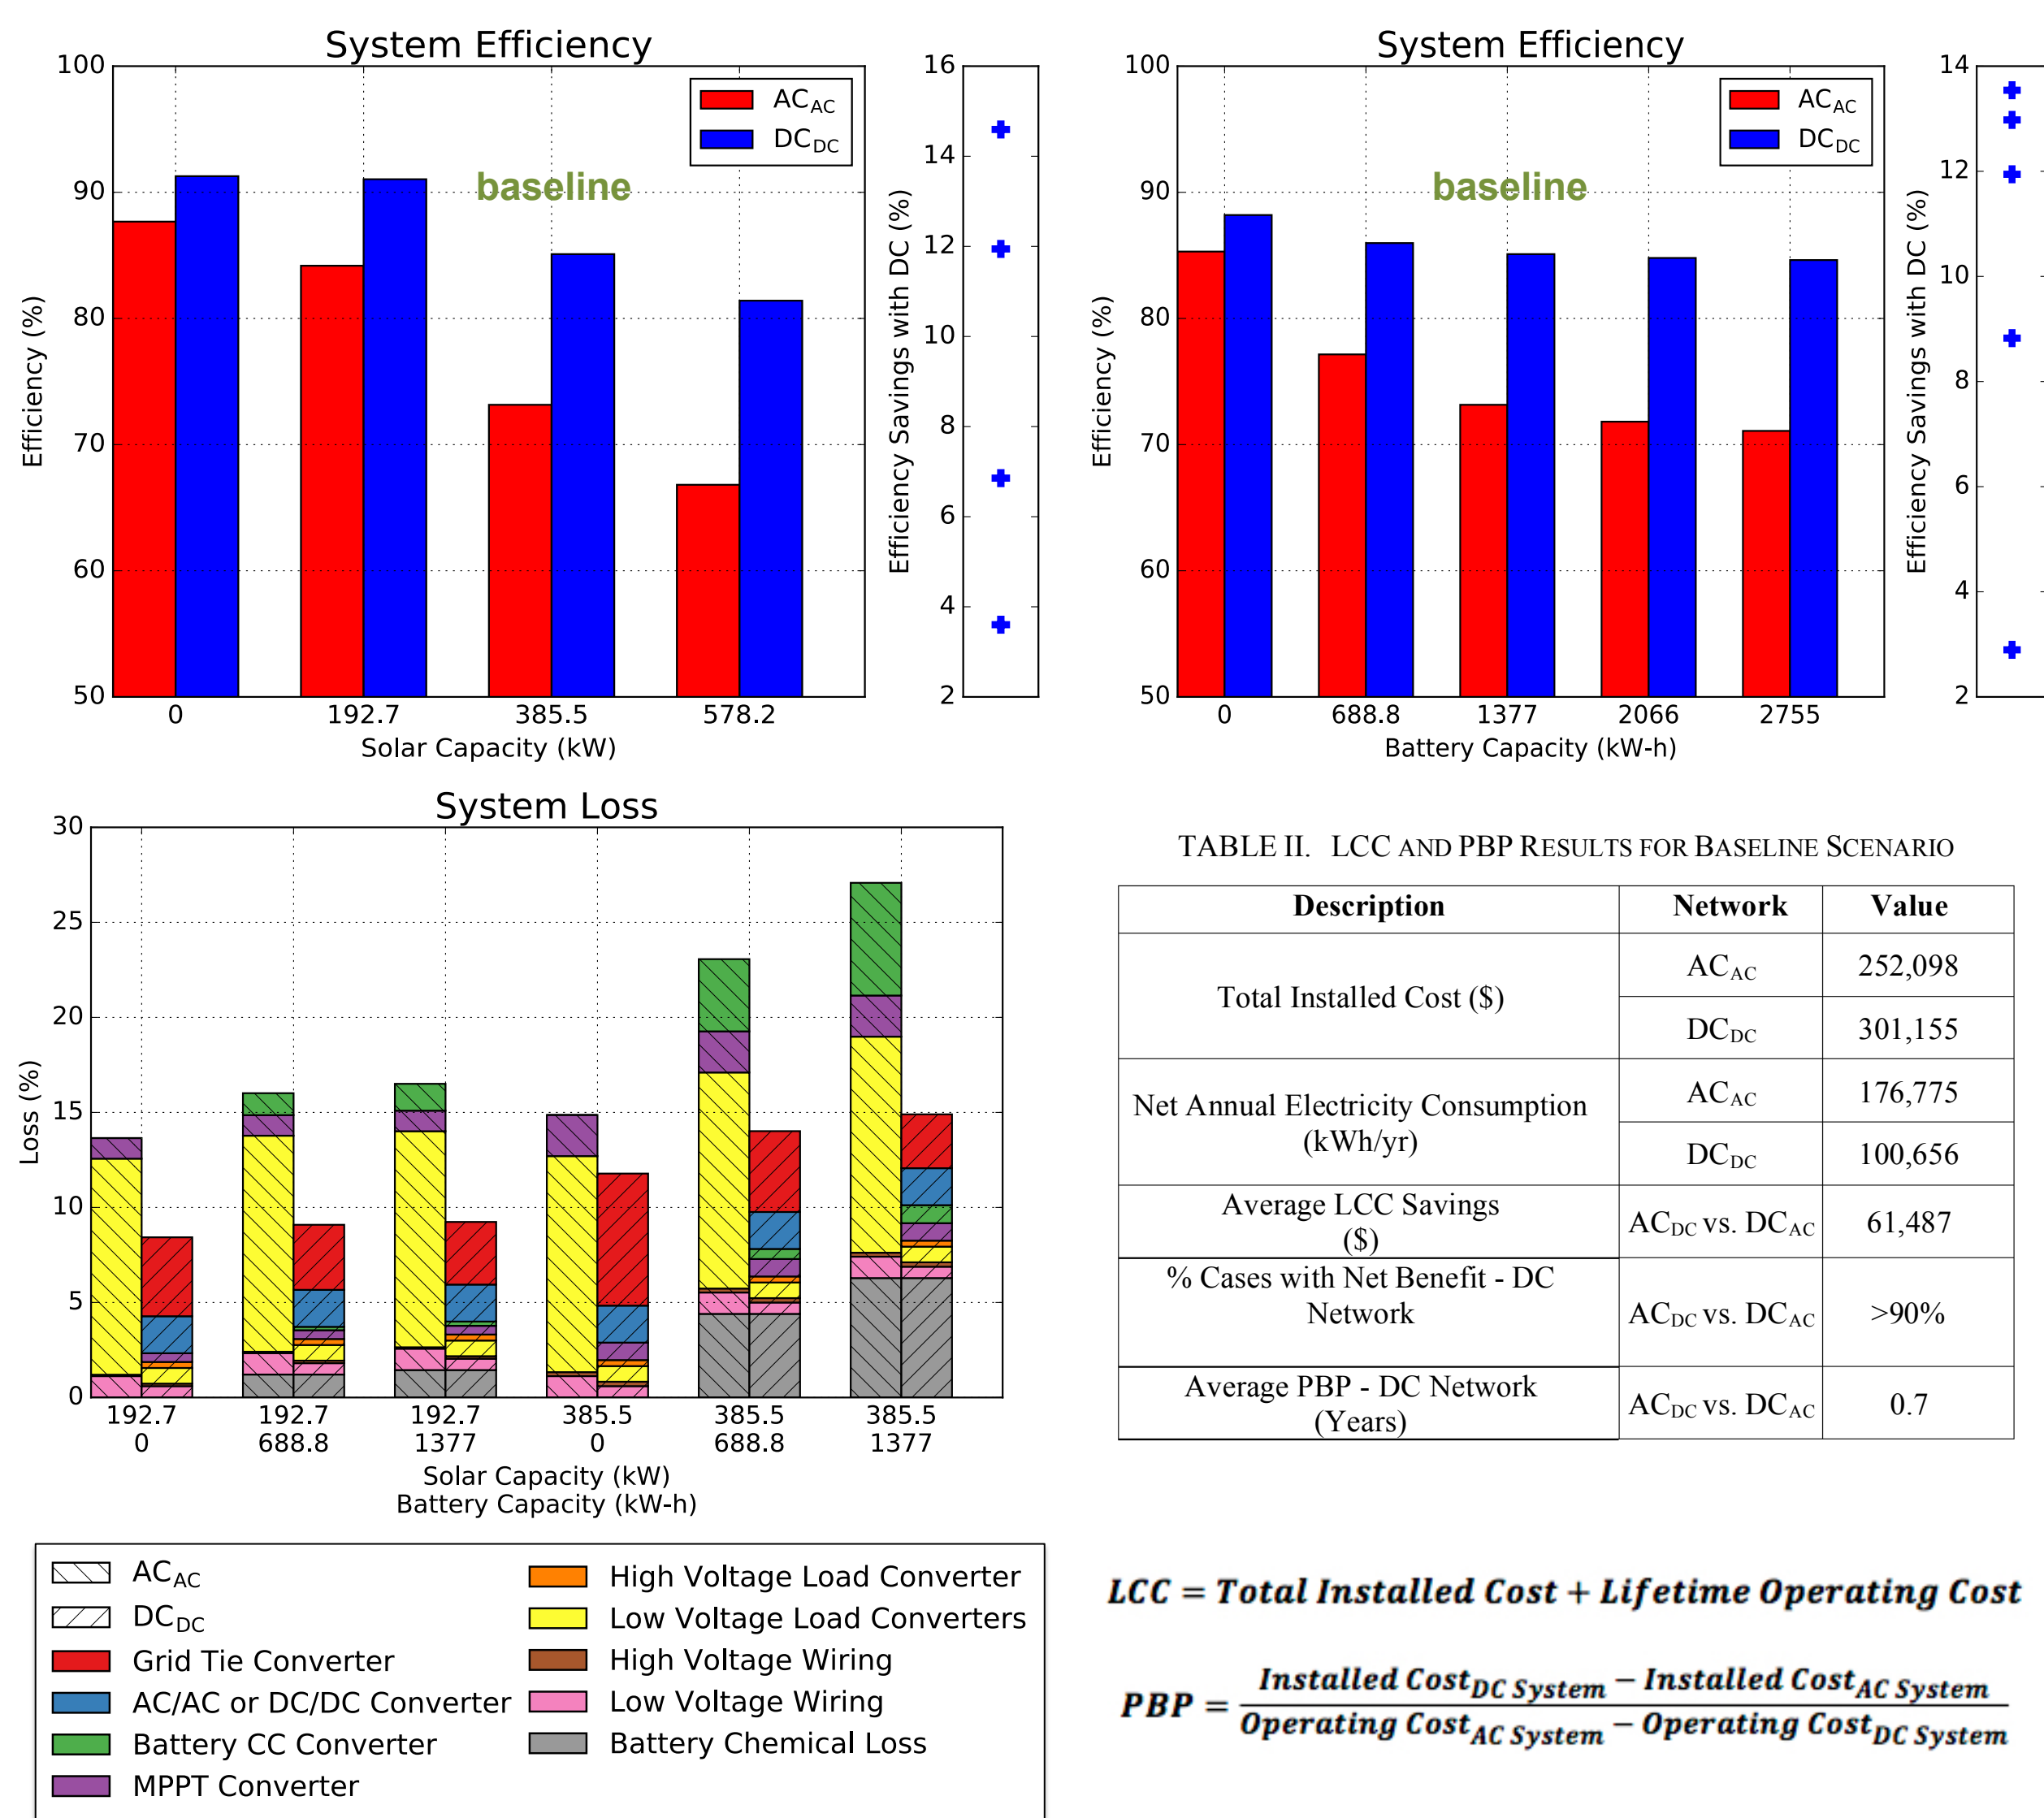 System Efficiency
100
90
80
70
60
50
Efficiency (%)
AC_AC
DC_DC
baseline
0 192.7 385.5 578.2
Solar Capacity (kW)
16
14
12
10
8
6
4
2
Efficiency Savings with DC (%)
System Efficiency
100
90
80
70
60
50
Efficiency (%)
AC_AC
DC_DC
baseline
0 688.8 1377 2066 2755
Battery Capacity (kW-h)
14
12
10
8
6
4
2
Efficiency Savings with DC (%)
System Loss
30
25
20
15
10
5
0
Loss (%)
192.7 192.7 192.7 385.5 385.5 385.5
0 688.8 1377 0 688.8 1377
Solar Capacity (kW)
Battery Capacity (kW-h)
AC_AC
DC_DC
Grid Tie Converter
AC/AC or DC/DC Converter
Battery CC Converter
MPPT Converter
High Voltage Load Converter
Low Voltage Load Converters
High Voltage Wiring
Low Voltage Wiring
Battery Chemical Loss
TABLE II. LCC AND PBP RESULTS FOR BASELINE SCENARIO
Description Network Value
Total Installed Cost ($) AC_AC 252,098
DC_DC 301,155
Net Annual Electricity Consumption
(kWh/yr)
AC_AC 176,775
DC_DC 100,656
Average LCC Savings
($)
AC_DC vs. DC_AC 61,487
% Cases with Net Benefit - DC
Network
AC_DC vs. DC_AC >90%
Average PBP - DC Network
(Years)
AC_DC vs. DC_AC 0.7
LCC = Total Installed Cost + Lifetime Operating Cost
PBP = (Installed Cost_DC System − Installed Cost_AC System) / (Operating Cost_AC System − Operating Cost_DC System)